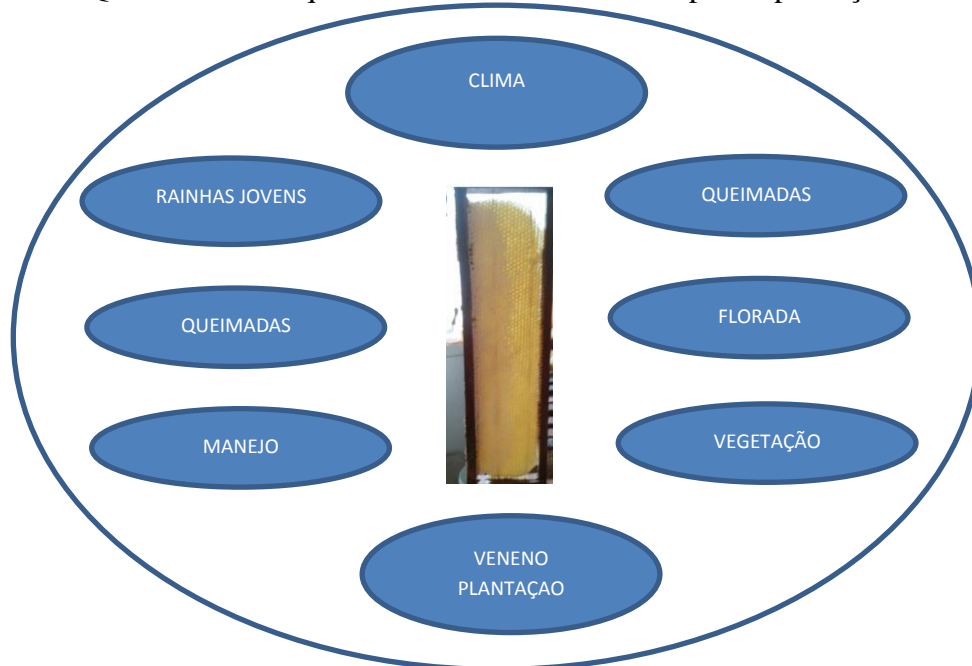 CLIMA
RAINHAS JOVENS
QUEIMADAS
QUEIMADAS
FLORADA
MANEJO
VEGETAÇÃO
VENENO
PLANTAÇAO